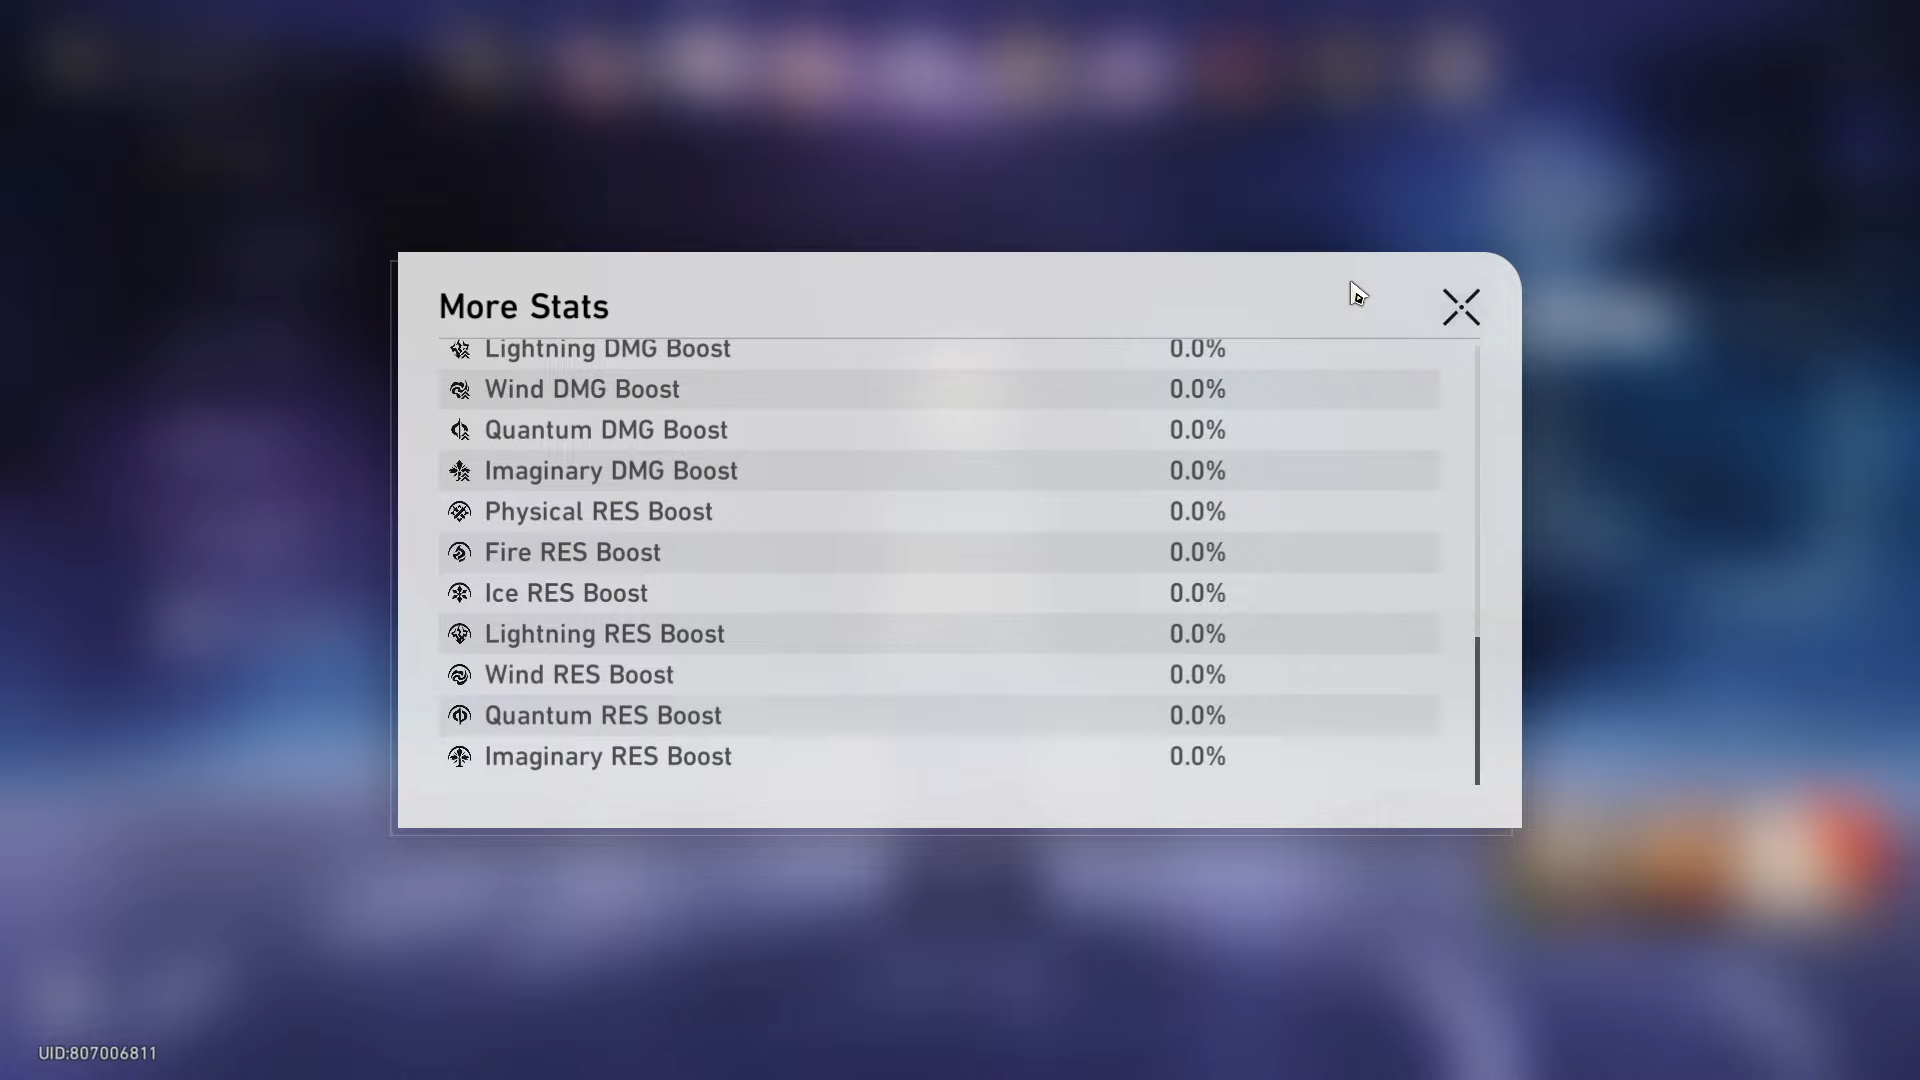 More Stats
Lightning DMG Boost 0.0%
Wind DMG Boost 0.0%
Quantum DMG Boost 0.0%
Imaginary DMG Boost 0.0%
Physical RES Boost 0.0%
Fire RES Boost 0.0%
Ice RES Boost 0.0%
Lightning RES Boost 0.0%
Wind RES Boost 0.0%
Quantum RES Boost 0.0%
Imaginary RES Boost 0.0%
UID:807006811